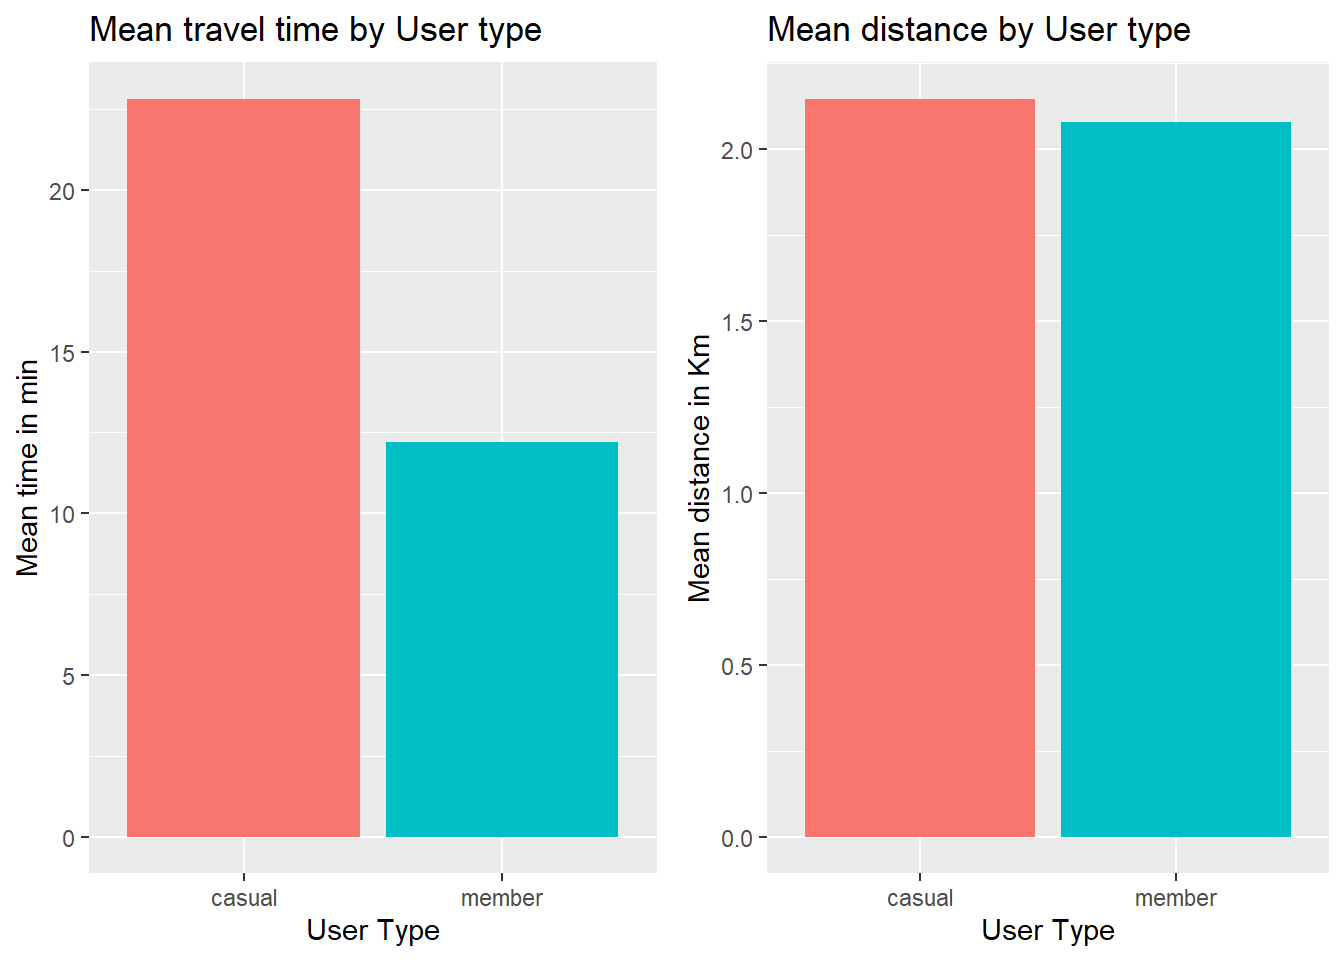 Mean travel time by User type
Mean time in min
20
15
10
5
0
casual member
User Type
Mean distance by User type
Mean distance in Km
2.0
1.5
1.0
0.5
0.0
casual member
User Type